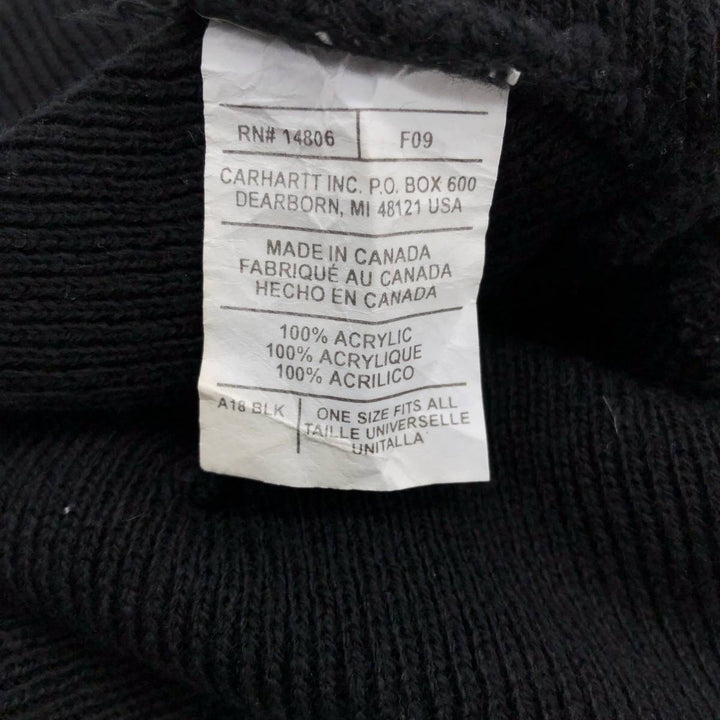 RN# 14806 F09
CARHARTT INC. P.O. BOX 600
DEARBORN, MI 48121 USA
MADE IN CANADA
FABRIQUÉ AU CANADA
HECHO EN CANADA
100% ACRYLIC
100% ACRYLIQUE
100% ACRILICO
A18 BLK ONE SIZE FITS ALL
TAILLE UNIVERSELLE
UNITALLA